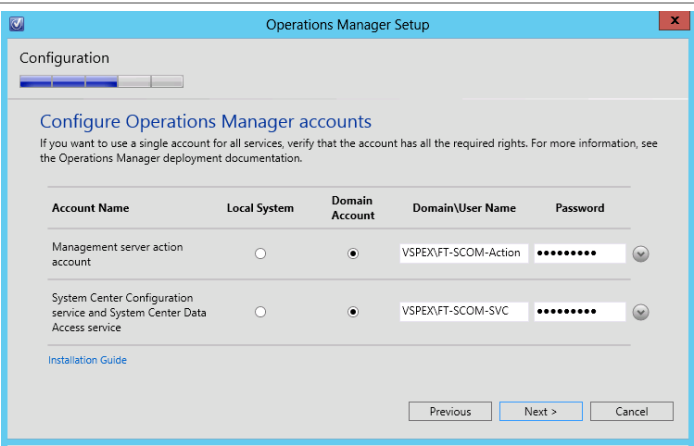 Operations Manager Setup
x
Configuration
Configure Operations Manager accounts
If you want to use a single account for all services, verify that the account has all the required rights. For more information, see
the Operations Manager deployment documentation.
Account Name Local System Domain Account Domain\User Name Password
Management server action
account
VSPEX\FT-SCOM-Action •••••••••
System Center Configuration
service and System Center Data
Access service
VSPEX\FT-SCOM-SVC •••••••••
Installation Guide
Previous Next > Cancel